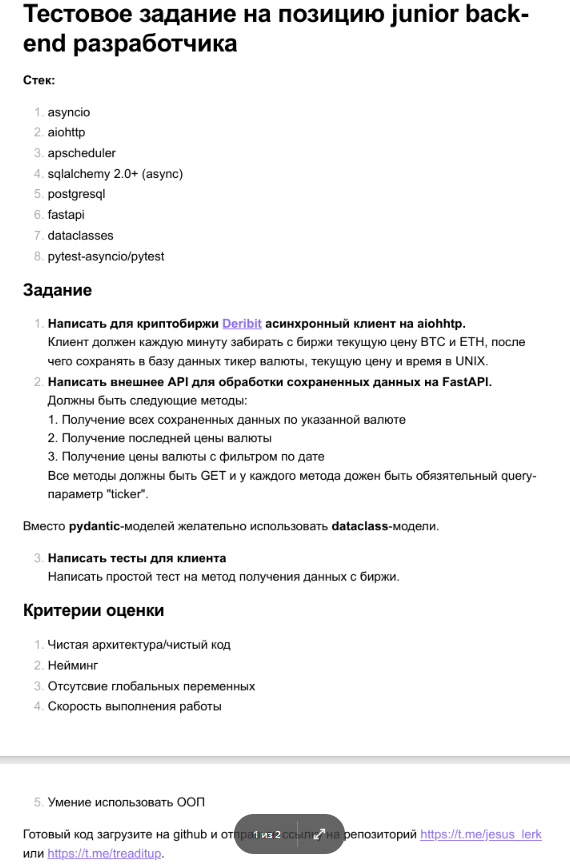 Тестовое задание на позицию junior back-
end разработчика
Стек:
1. asyncio
2. aiohttp
3. apscheduler
4. sqlalchemy 2.0+ (async)
5. postgresql
6. fastapi
7. dataclasses
8. pytest-asyncio/pytest
Задание
1. Написать для криптобиржи Deribit асинхронный клиент на aiohhtp.
Клиент должен каждую минуту забирать с биржи текущую цену BTC и ETH, после
чего сохранять в базу данных тикер валюты, текущую цену и время в UNIX.
2. Написать внешнее API для обработки сохраненных данных на FastAPI.
Должны быть следующие методы:
1. Получение всех сохраненных данных по указанной валюте
2. Получение последней цены валюты
3. Получение цены валюты с фильтром по дате
Все методы должны быть GET и у каждого метода дожен быть обязятельный query-
параметр "ticker".
Вместо pydantic-моделей желательно использовать dataclass-модели.
3. Написать тесты для клиента
Написать простой тест на метод получения данных с биржи.
Критерии оценки
1. Чистая архитектура/чистый код
2. Нейминг
3. Отсутсвие глобальных переменных
4. Скорость выполнения работы
5. Умение использовать ООП
Готовый код загрузите на github и отправьте ссылку на репозиторий https://t.me/jesus_lerk
1 из 2
или https://t.me/treaditup.